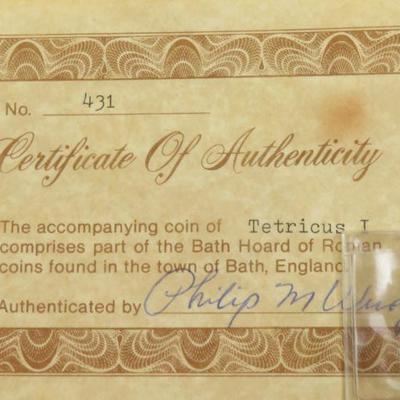 No. 431
Certificate Of Authenticity
The accompanying coin of Tetricus I
comprises part of the Bath Hoard of Roman
coins found in the town of Bath, England.
Authenticated by Philip M